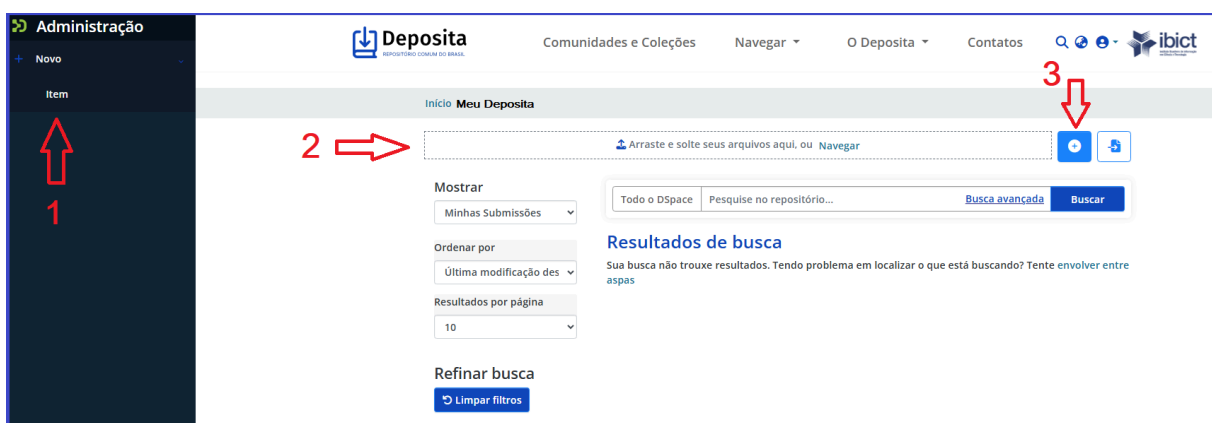 Administração
Novo
Item
Deposita
REPOSITÓRIO COMUM DO BRASIL
Comunidades e Coleções
Navegar
O Deposita
Contatos
ibict
Início Meu Deposita
1
2
3
Arraste e solte seus arquivos aqui, ou Navegar
Mostrar
Minhas Submissões
Ordenar por
Última modificação des
Resultados por página
10
Refinar busca
Limpar filtros
Todo o DSpace
Pesquise no repositório...
Busca avançada
Buscar
Resultados de busca
Sua busca não trouxe resultados. Tendo problema em localizar o que está buscando? Tente envolver entre
aspas